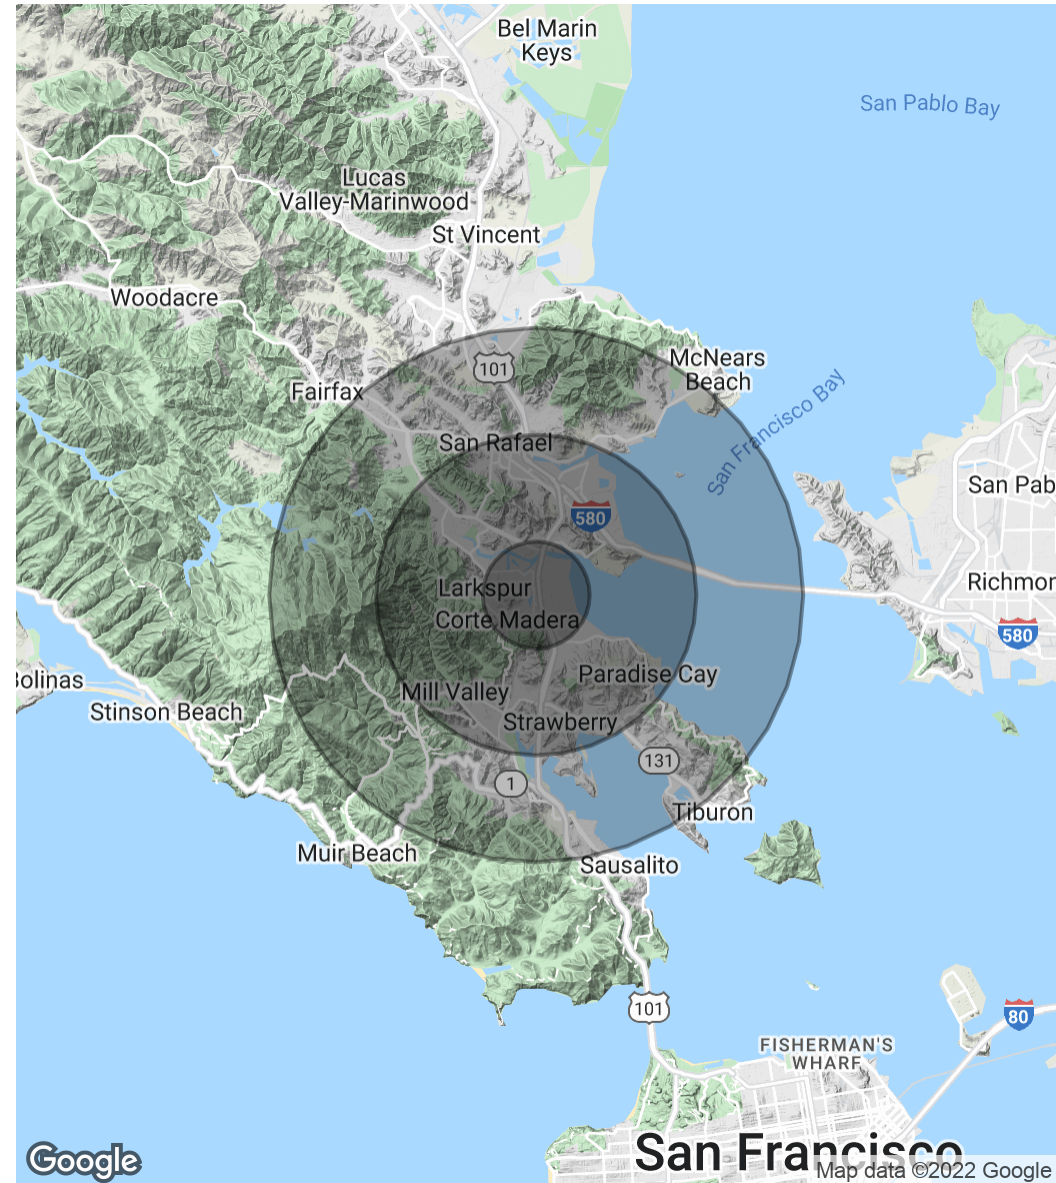 Bel Marin
Keys
San Pablo Bay
Lucas
Valley-Marinwood
St Vincent
Woodacre
101
McNears
Beach
Fairfax
San Francisco Bay
San Rafael
San Pab
580
Larkspur
Richmor
Corte Madera
580
Paradise Cay
Bolinas
Mill Valley
Stinson Beach
Strawberry
131
1
Tiburon
Muir Beach
Sausalito
101
80
FISHERMAN'S
WHARF
San Francisco
Google
Map data ©2022 Google